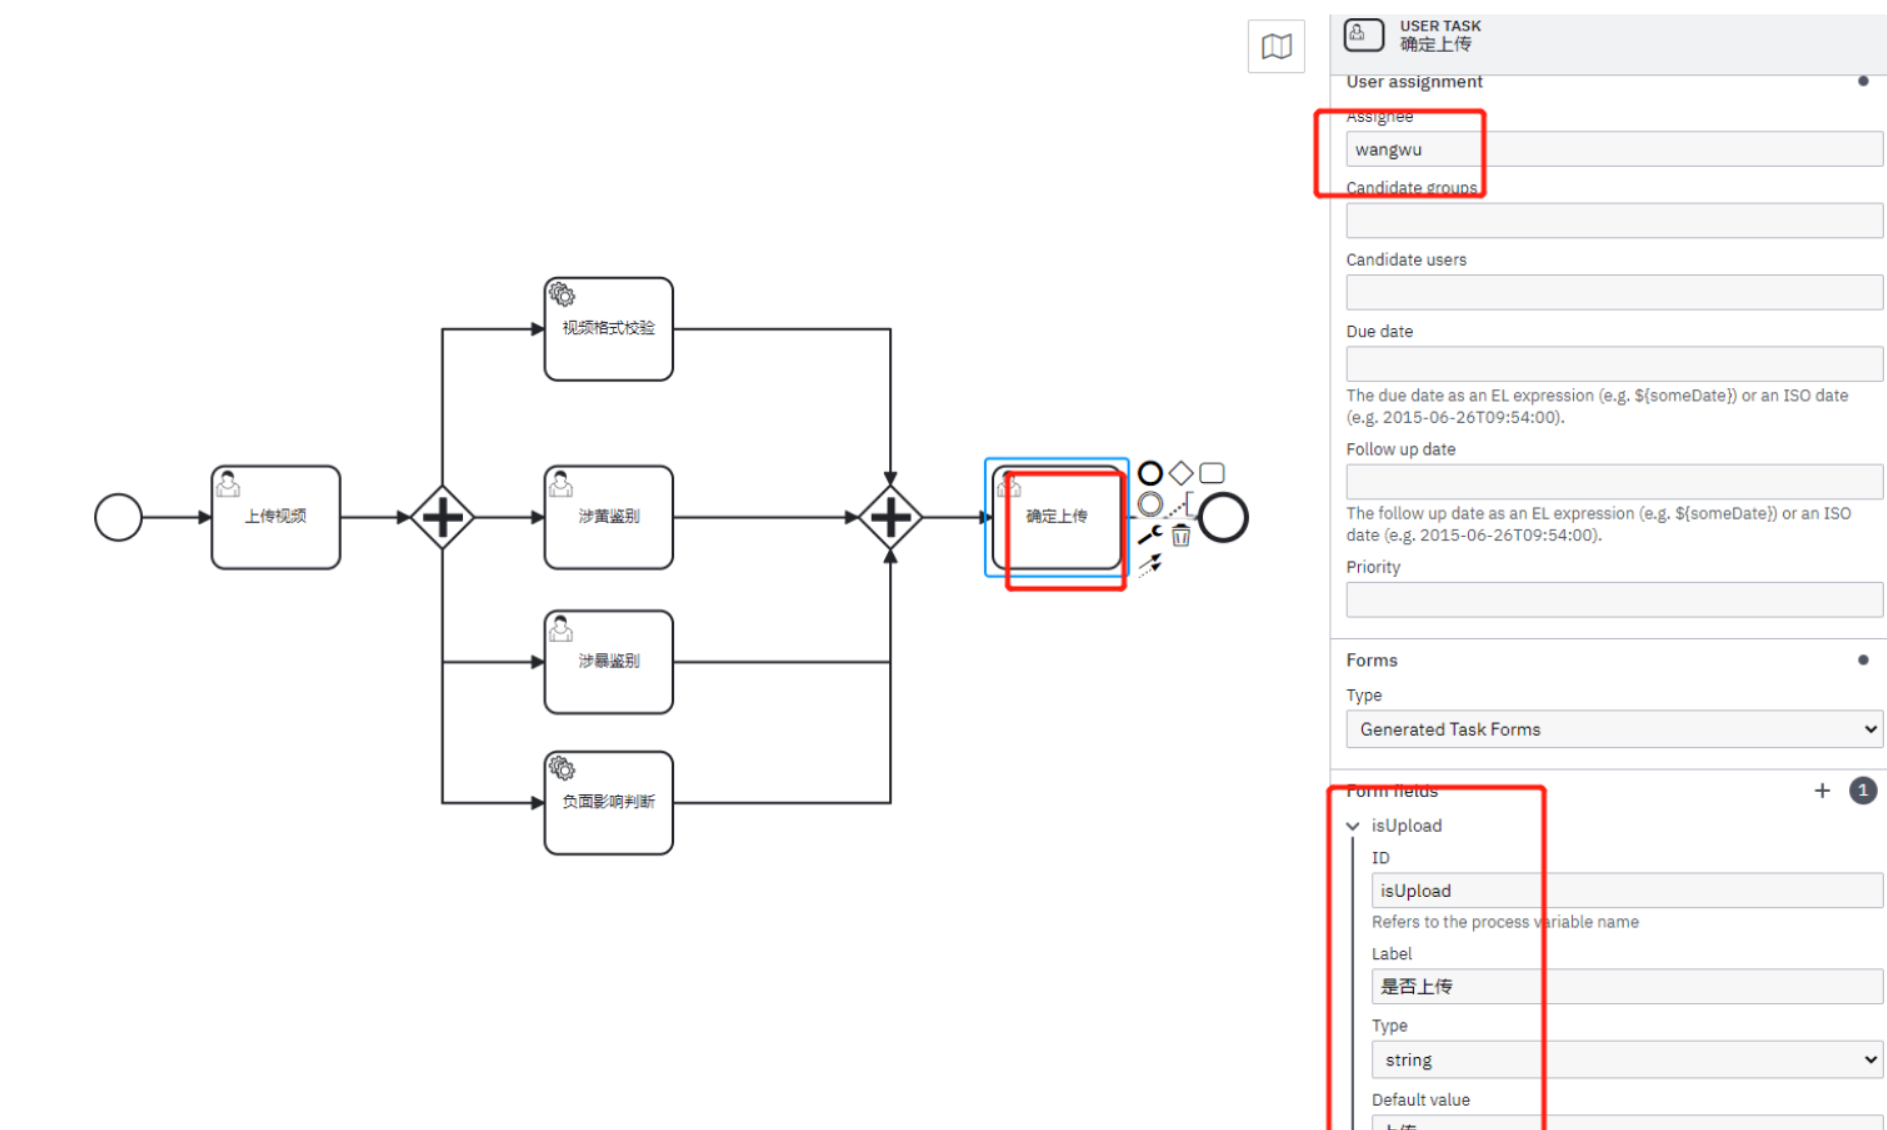 视频格式校验
上传视频
涉黄鉴别
确定上传
涉暴鉴别
负面影响判断
USER TASK
确定上传
User assignment
Assignee
wangwu
Candidate groups
Candidate users
Due date
The due date as an EL expression (e.g. ${someDate}) or an ISO date
(e.g. 2015-06-26T09:54:00).
Follow up date
The follow up date as an EL expression (e.g. ${someDate}) or an ISO
date (e.g. 2015-06-26T09:54:00).
Priority
Forms
Type
Generated Task Forms
Form fields
1
isUpload
ID
isUpload
Refers to the process variable name
Label
是否上传
Type
string
Default value
上传